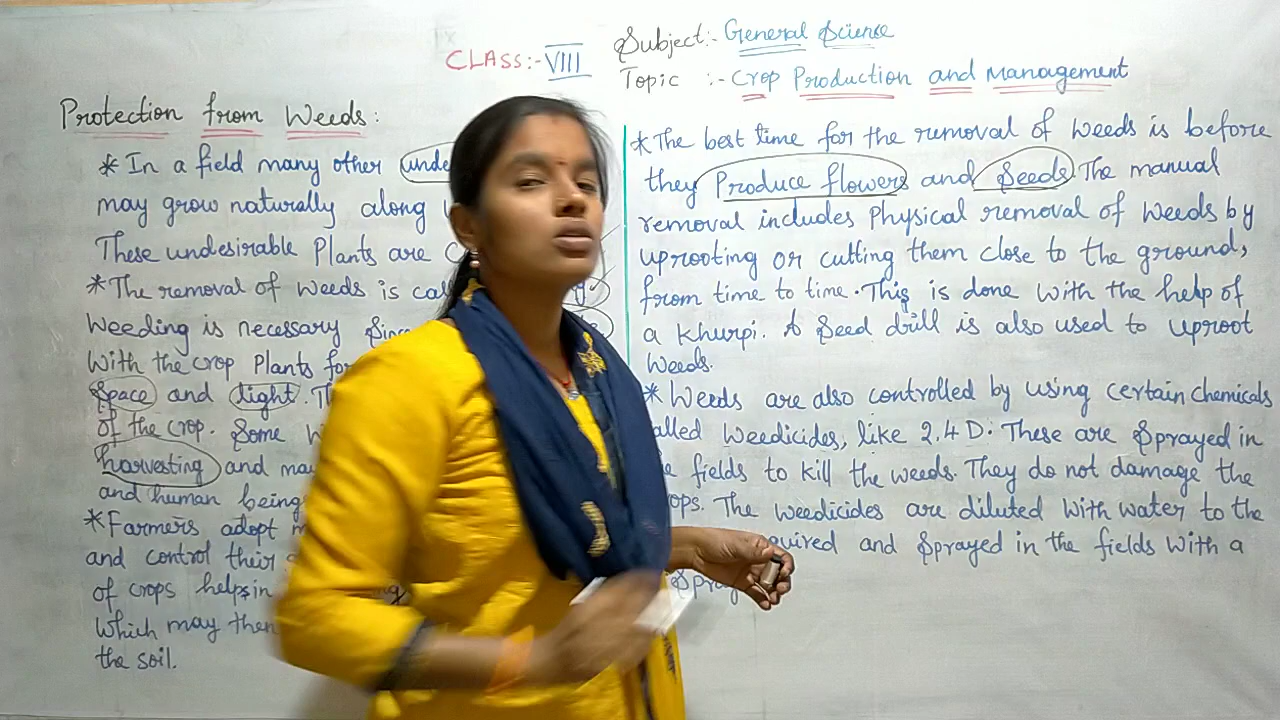 CLASS:- VIII
Subject:- General Science
Topic :- Crop Production and Management
Protection from Weeds:
* In a field many other
may grow naturally along
These undesirable Plants are
* The removal of weeds is
Weeding is necessary
With the crop Plants
Space and light.
of the crop. Some
harvesting and
and human
* Farmers adopt
and control their
of crops helps in
Which may then
the soil.
* The best time for the removal of weeds is before
they Produce flowers and Seeds. The manual
removal includes Physical removal of weeds by
uprooting or cutting them close to the ground,
from time to time. This is done with the help of
a Khurpi. A Seed drill is also used to uproot
Weeds.
* Weeds are also controlled by using certain chemicals
Weedicides, like 2,4 D. These are Sprayed in
fields to kill the weeds. They do not damage the
The weedicides are diluted with water to the
and Sprayed in the fields with a